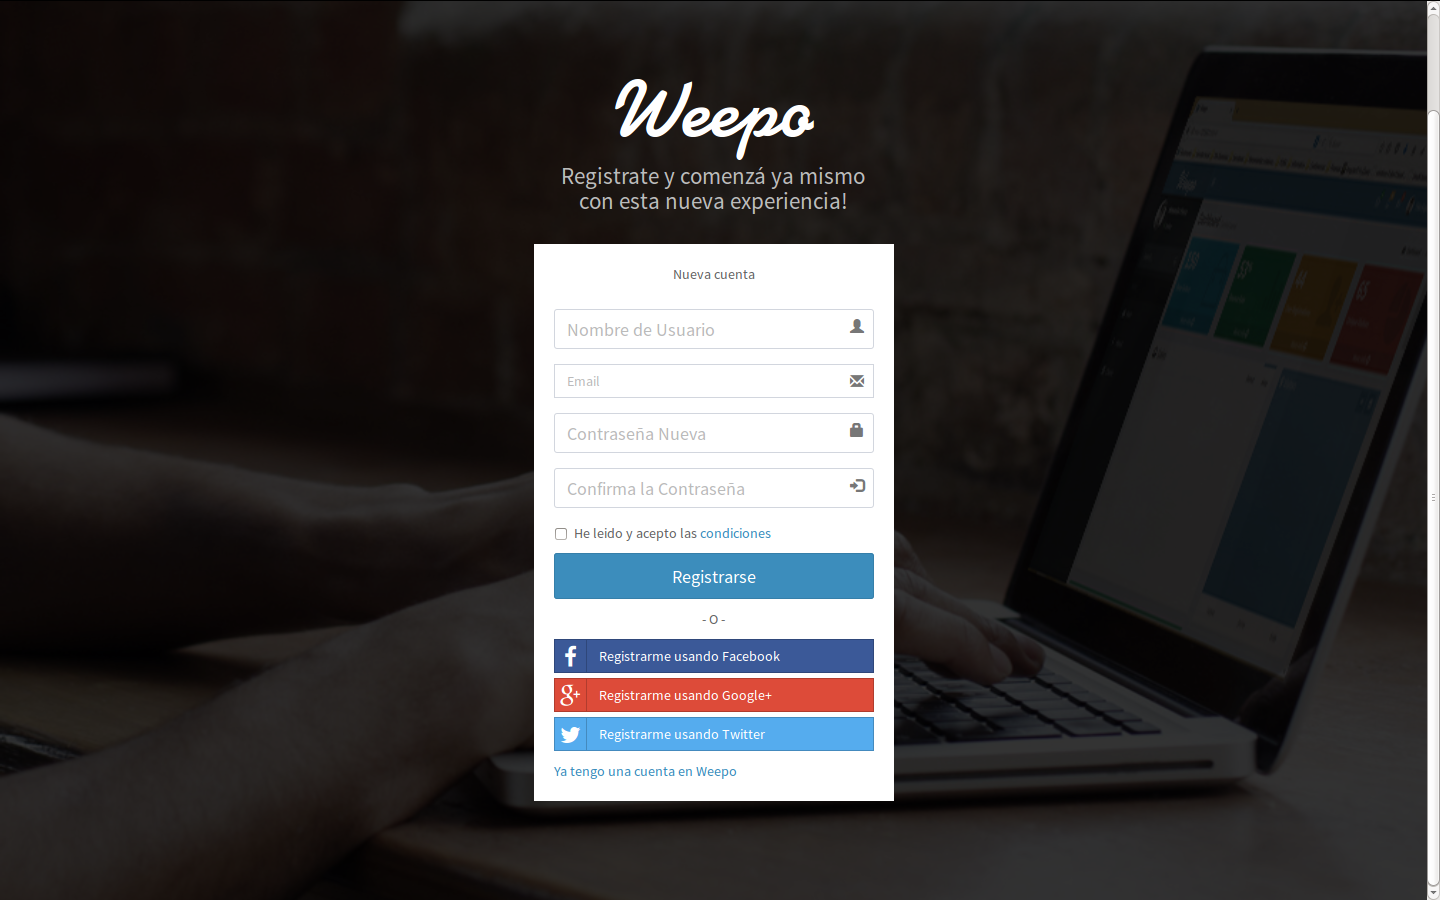 Weepo
Registrate y comenzá ya mismo
con esta nueva experiencia!
Nueva cuenta
Nombre de Usuario
Email
Contraseña Nueva
Confirma la Contraseña
He leido y acepto las condiciones
Registrarse
- O -
Registrarme usando Facebook
Registrarme usando Google+
Registrarme usando Twitter
Ya tengo una cuenta en Weepo